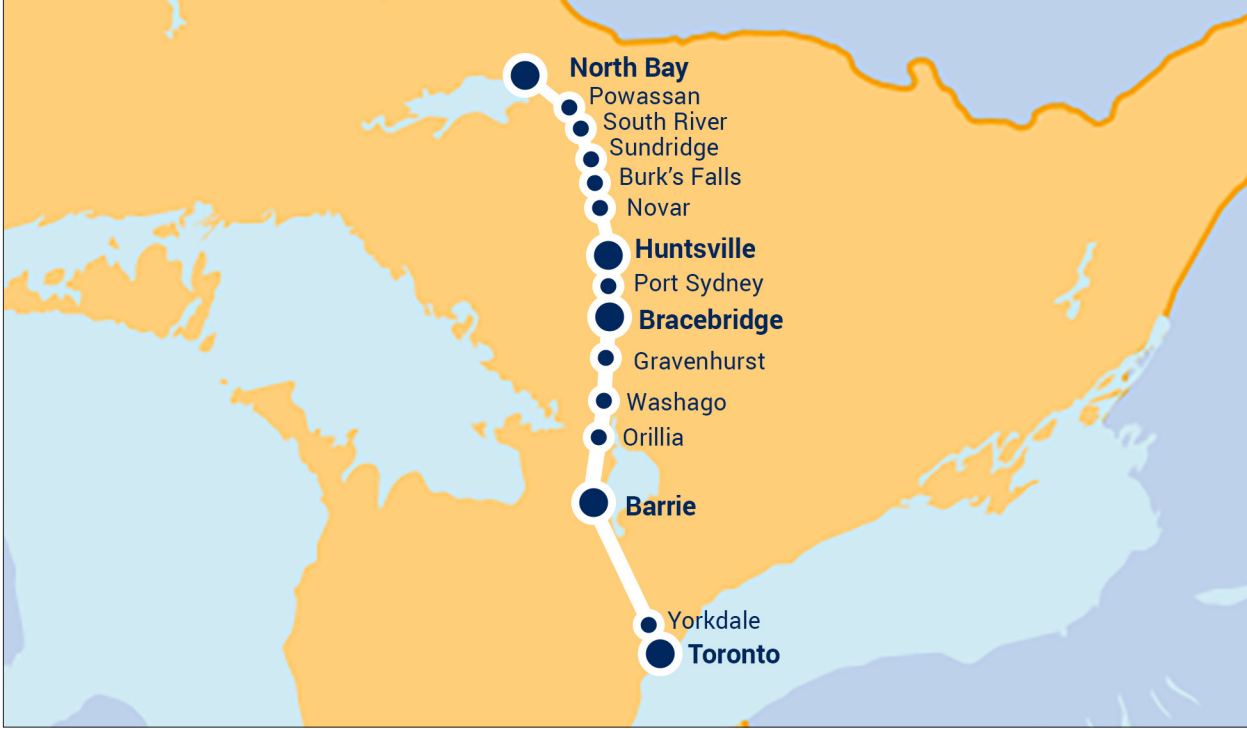 North Bay
Powassan
South River
Sundridge
Burk’s Falls
Novar
Huntsville
Port Sydney
Bracebridge
Gravenhurst
Washago
Orillia
Barrie
Yorkdale
Toronto